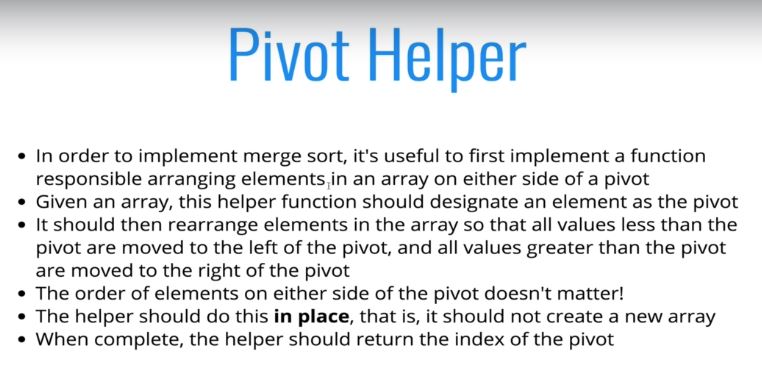 Pivot Helper
• In order to implement merge sort, it's useful to first implement a function
responsible arranging elements in an array on either side of a pivot
• Given an array, this helper function should designate an element as the pivot
• It should then rearrange elements in the array so that all values less than the
pivot are moved to the left of the pivot, and all values greater than the pivot
are moved to the right of the pivot
• The order of elements on either side of the pivot doesn't matter!
• The helper should do this in place, that is, it should not create a new array
• When complete, the helper should return the index of the pivot